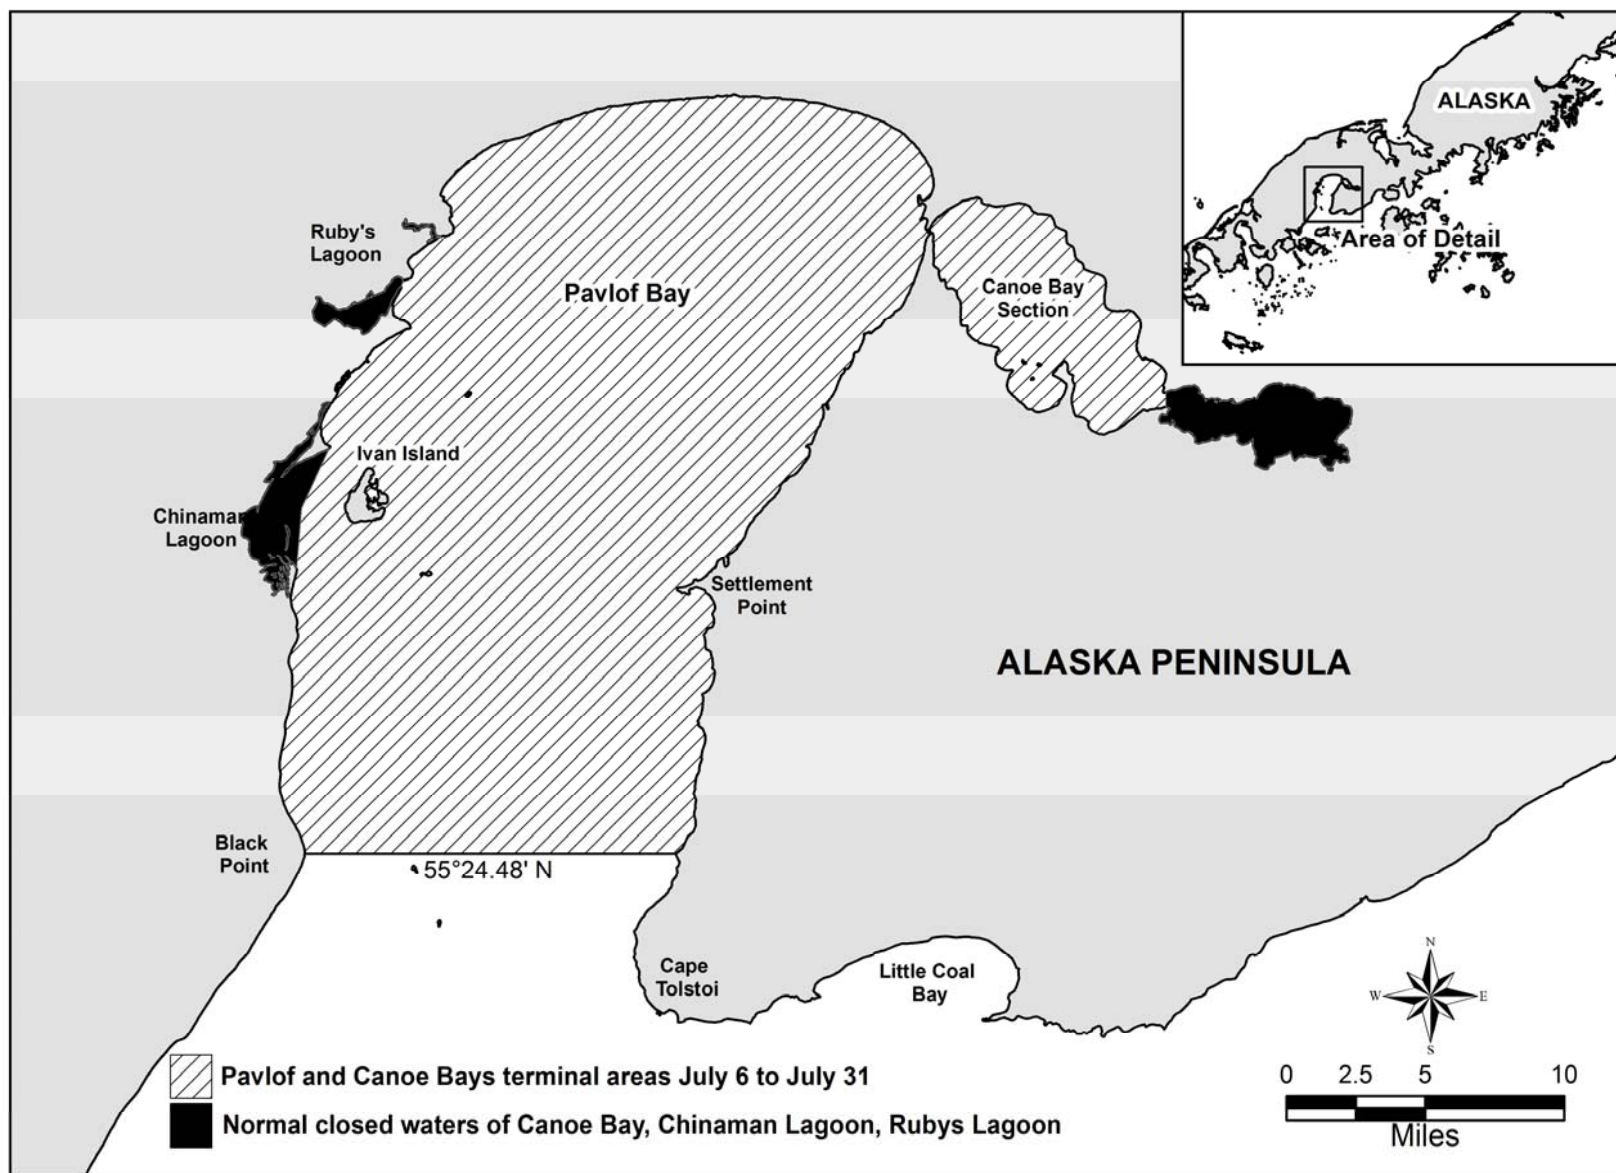 ALASKA
Area of Detail
Ruby's
Lagoon
Pavlof Bay
Canoe Bay
Section
Ivan Island
Chinaman
Lagoon
Settlement
Point
ALASKA PENINSULA
Black
Point
55°24.48' N
Cape
Tolstoi
Little Coal
Bay
N
W
E
S
Pavlof and Canoe Bays terminal areas July 6 to July 31
Normal closed waters of Canoe Bay, Chinaman Lagoon, Rubys Lagoon
0 2.5 5 10
Miles